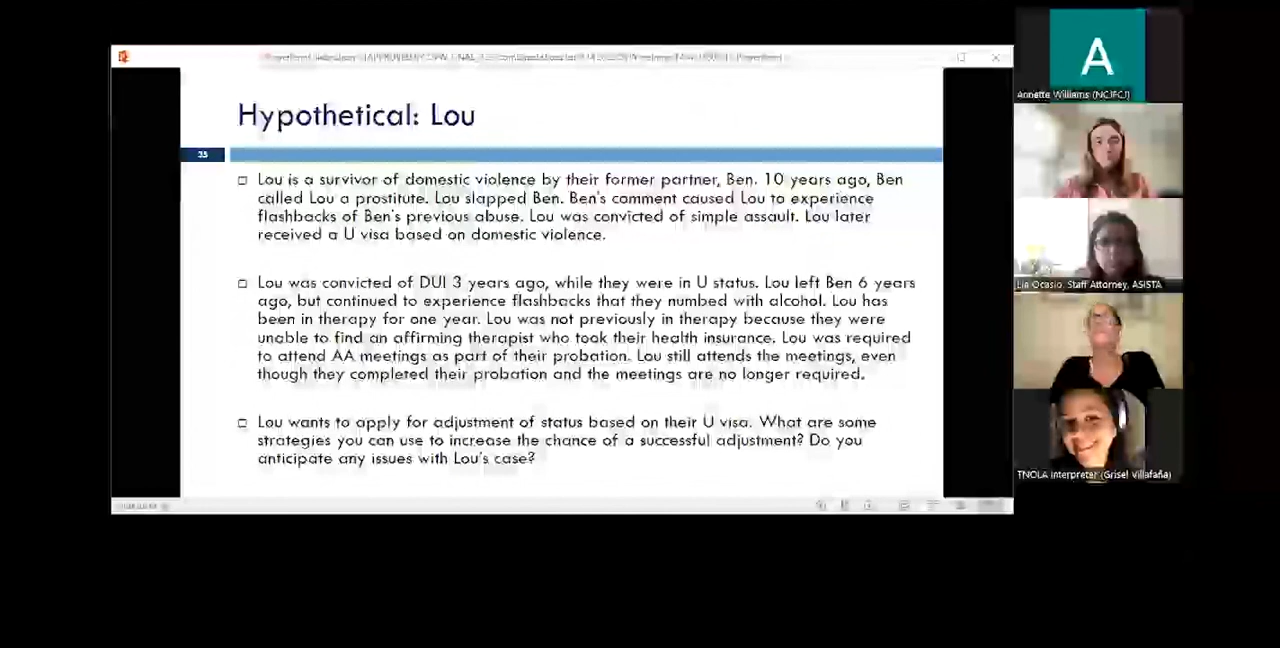 Hypothetical: Lou
35
Lou is a survivor of domestic violence by their former partner, Ben. 10 years ago, Ben
called Lou a prostitute. Lou slapped Ben. Ben's comment caused Lou to experience
flashbacks of Ben's previous abuse. Lou was convicted of simple assault. Lou later
received a U visa based on domestic violence.
Lou was convicted of DUI 3 years ago, while they were in U status. Lou left Ben 6 years
ago, but continued to experience flashbacks that they numbed with alcohol. Lou has
been in therapy for one year. Lou was not previously in therapy because they were
unable to find an affirming therapist who took their health insurance. Lou was required
to attend AA meetings as part of their probation. Lou still attends the meetings, even
though they completed their probation and the meetings are no longer required.
Lou wants to apply for adjustment of status based on their U visa. What are some
strategies you can use to increase the chance of a successful adjustment? Do you
anticipate any issues with Lou's case?
A
Annette Williams (NCJFCJ)
Lia Ocasio, Staff Attorney, ASISTA
TNOLA Interpreter (Grisel Villafaña)